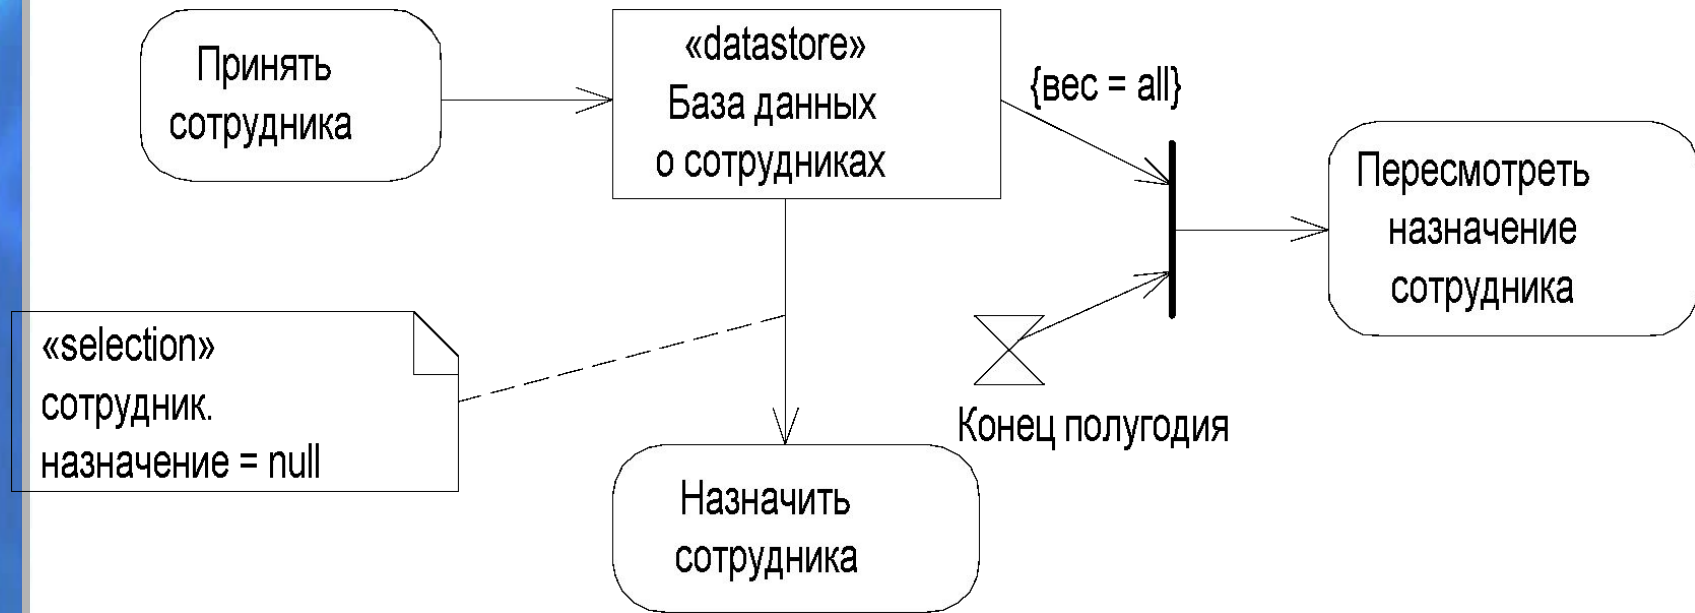 Принять
сотрудника
«datastore»
База данных
о сотрудниках
{вес = all}
Пересмотреть
назначение
сотрудника
«selection»
сотрудник.
назначение = null
Конец полугодия
Назначить
сотрудника